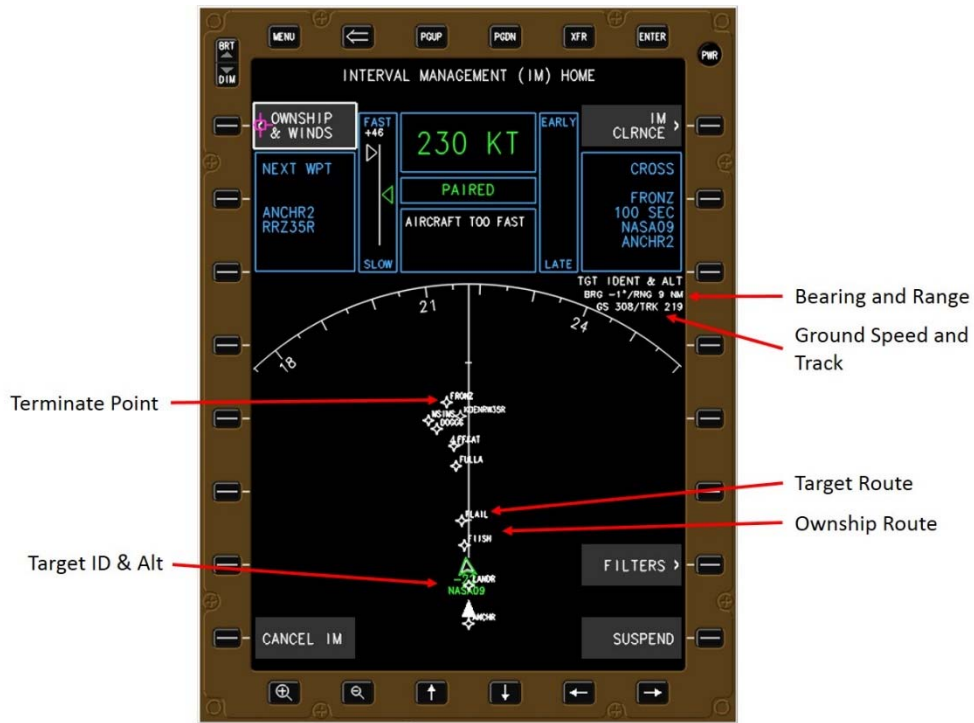 MENU
PGUP
PGDN
XFR
ENTER
BRT
DIM
PWR
INTERVAL MANAGEMENT (IM) HOME
OWNSHIP
& WINDS
FAST
+46
SLOW
230 KT
PAIRED
AIRCRAFT TOO FAST
EARLY
LATE
IM
CLRNCE >
NEXT WPT
ANCHR2
RRZ35R
CROSS
FRONZ
100 SEC
NASA09
ANCHR2
TGT IDENT & ALT
BRG -1°/RNG 9 NM
GS 308/TRK 219
Bearing and Range
Ground Speed and
Track
18
21
24
Terminate Point
FRONZ
KDENRW35R
DOGGG
FULLA
FLAIL
Target Route
Ownship Route
FIISH
Target ID & Alt
LANDR
NASA09
ANCHR
FILTERS >
CANCEL IM
SUSPEND